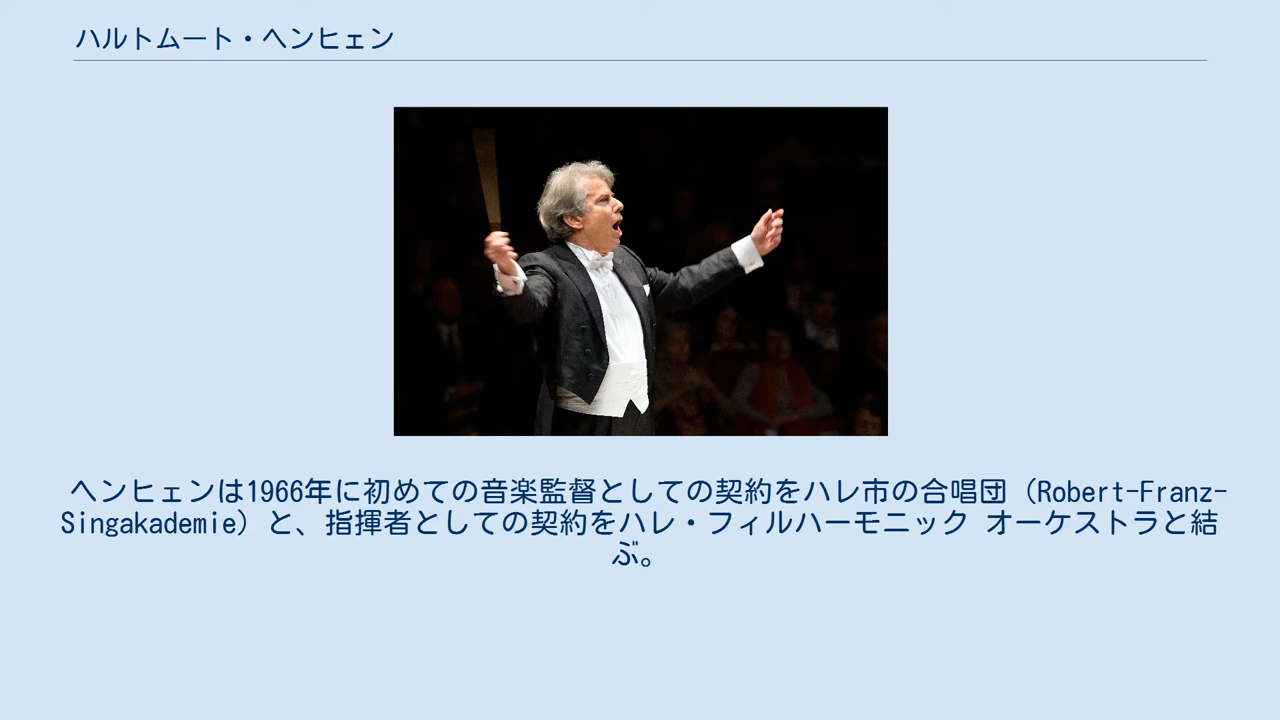 ハルトムート・ヘンヒェン
ヘンヒェンは1966年に初めての音楽監督としての契約をハレ市の合唱団（Robert-Franz-
Singakademie）と、指揮者としての契約をハレ・フィルハーモニック オーケストラと結
ぶ。